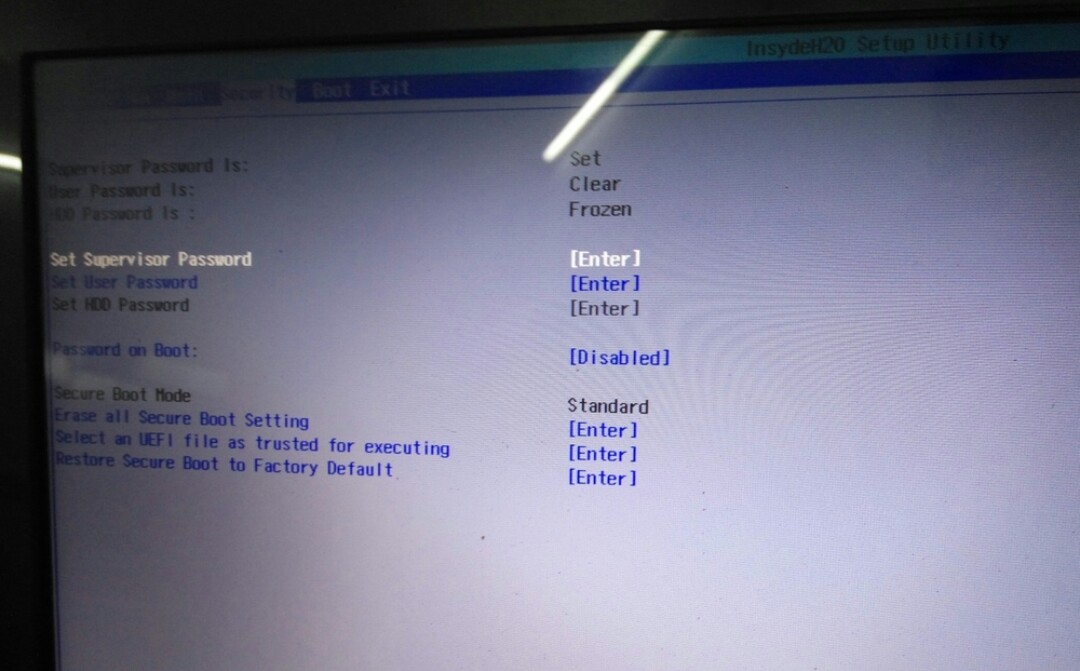 InsydeH20 Setup Utility
Security Boot Exit
Supervisor Password Is: Set
User Password Is: Clear
HDD Password Is : Frozen
Set Supervisor Password [Enter]
Set User Password [Enter]
Set HDD Password [Enter]
Password on Boot: [Disabled]
Secure Boot Mode Standard
Erase all Secure Boot Setting [Enter]
Select an UEFI file as trusted for executing [Enter]
Restore Secure Boot to Factory Default [Enter]